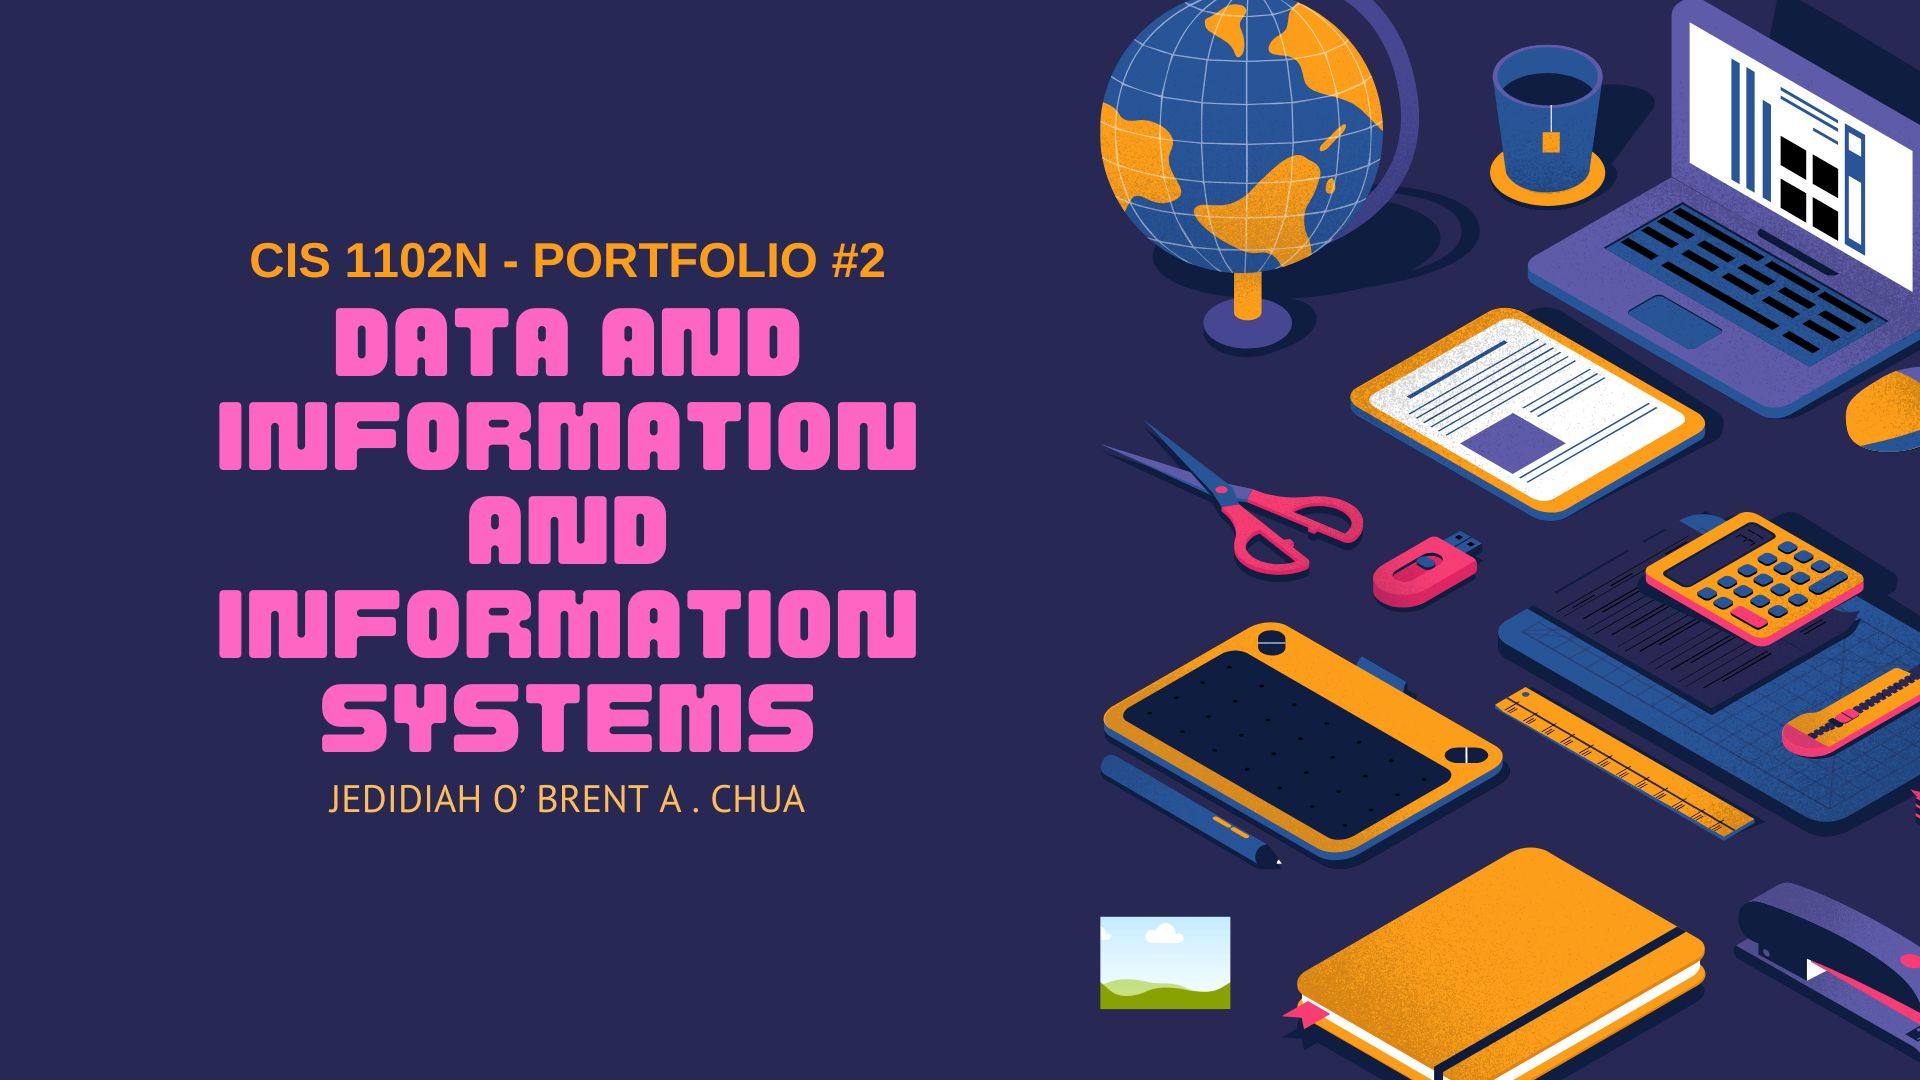 CIS 1102N - PORTFOLIO #2
DATA AND
INFORMATION
AND
INFORMATION
SYSTEMS
JEDIDIAH O’ BRENT A . CHUA